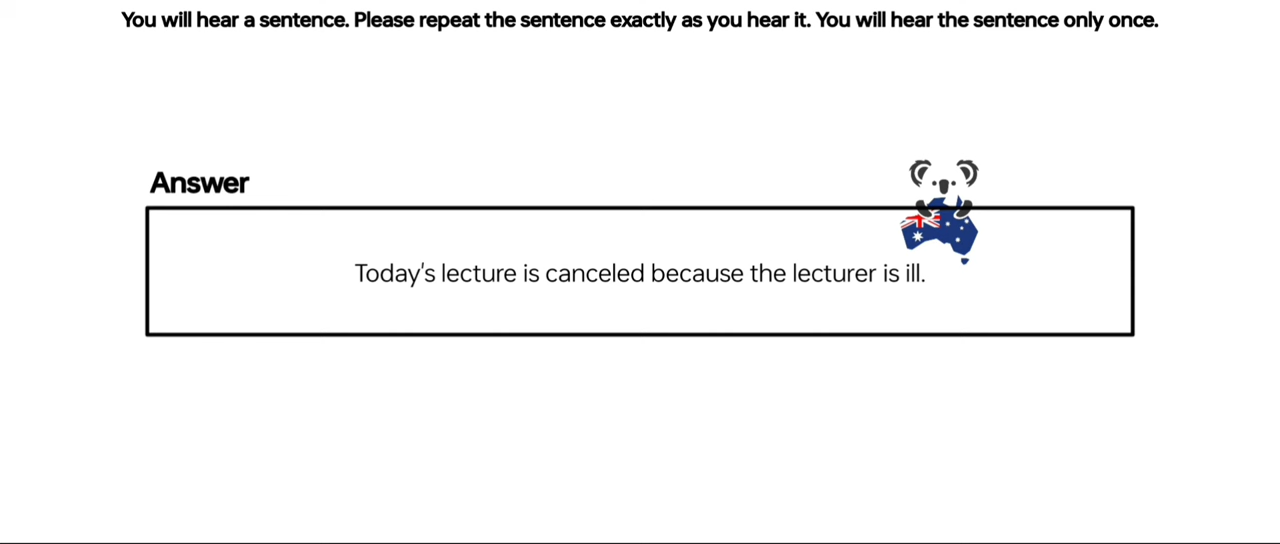 You will hear a sentence. Please repeat the sentence exactly as you hear it. You will hear the sentence only once.
Answer
Today's lecture is canceled because the lecturer is ill.